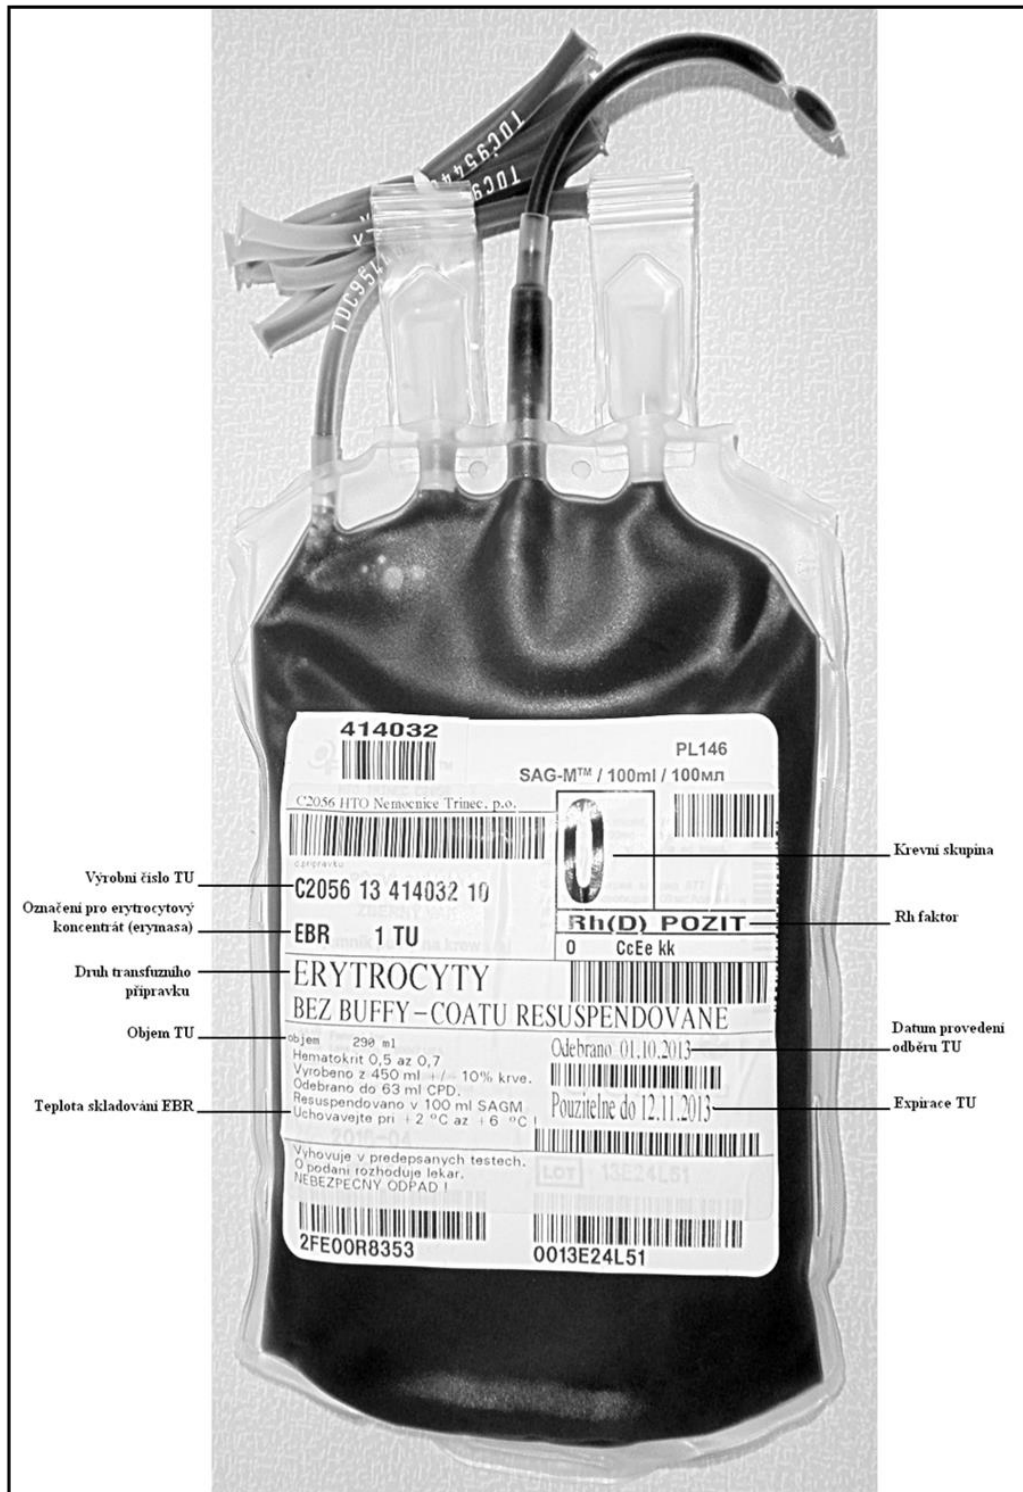 TDC954
TDC9
TDC954
414032
PL146
SAG-M™ / 100ml / 100мл
C2056 HTO Nemocnice Trinec, p.o.
0
C2056 13 414032 10
Rh(D) POZIT
EBR 1 TU
0 CcEe kk
ERYTROCYTY
BEZ BUFFY-COATU RESUSPENDOVANE
objem 290 ml
Hematokrit 0,5 az 0,7
Vyrobeno z 450 ml +/- 10% krve.
Odebrano do 63 ml CPD.
Resuspendovano v 100 ml SAGM
Uchovavejte pri +2 °C az +6 °C !
Odebrano 01.10.2013
Pouzitelne do 12.11.2013
Vyhovuje v predepsanych testech.
O podani rozhoduje lekar.
NEBEZPECNY ODPAD !
LOT 13E24L51
2FE00R8353
0013E24L51
Výrobní číslo TU
Označení pro erytrocytový
koncentrát (erymasa)
Druh transfuzního
přípravku
Objem TU
Teplota skladování EBR
Krevní skupina
Rh faktor
Datum provedení
odběru TU
Expirace TU